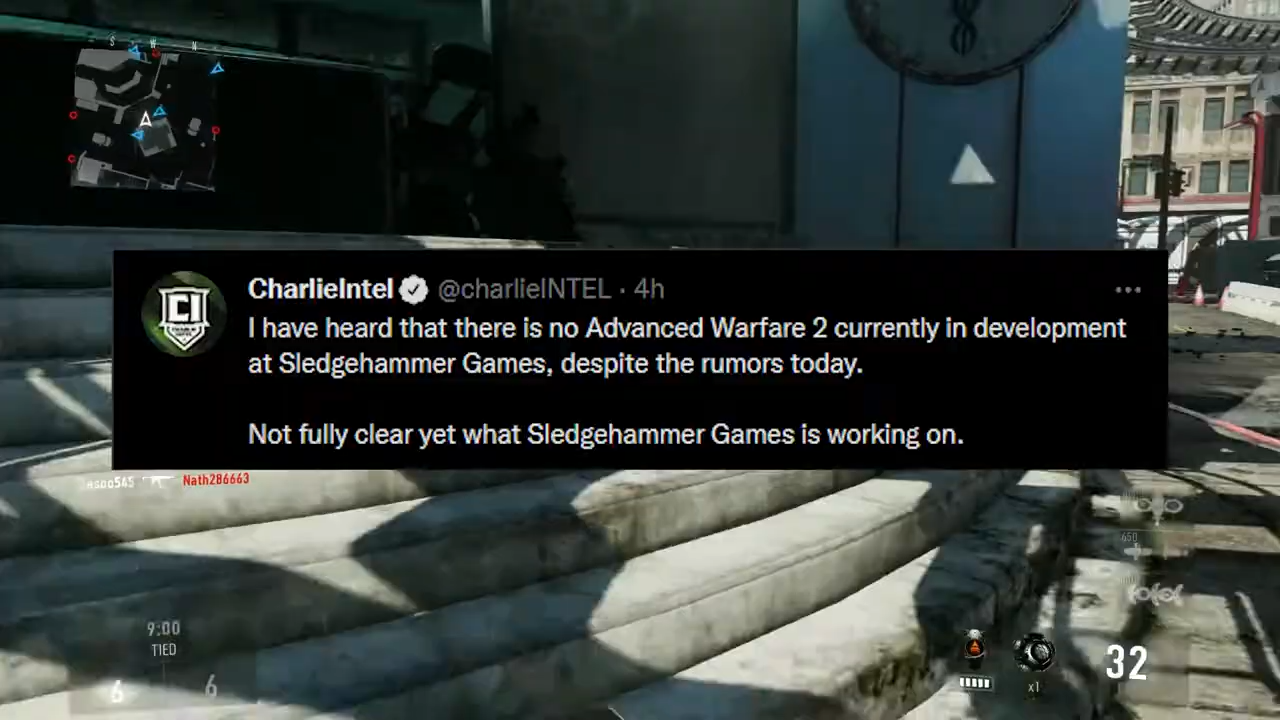 S W N
CI
CharlieIntel @charlieINTEL · 4h
I have heard that there is no Advanced Warfare 2 currently in development
at Sledgehammer Games, despite the rumors today.
Not fully clear yet what Sledgehammer Games is working on.
Nath286663
650
9:00
TIED
6 6
x1
32